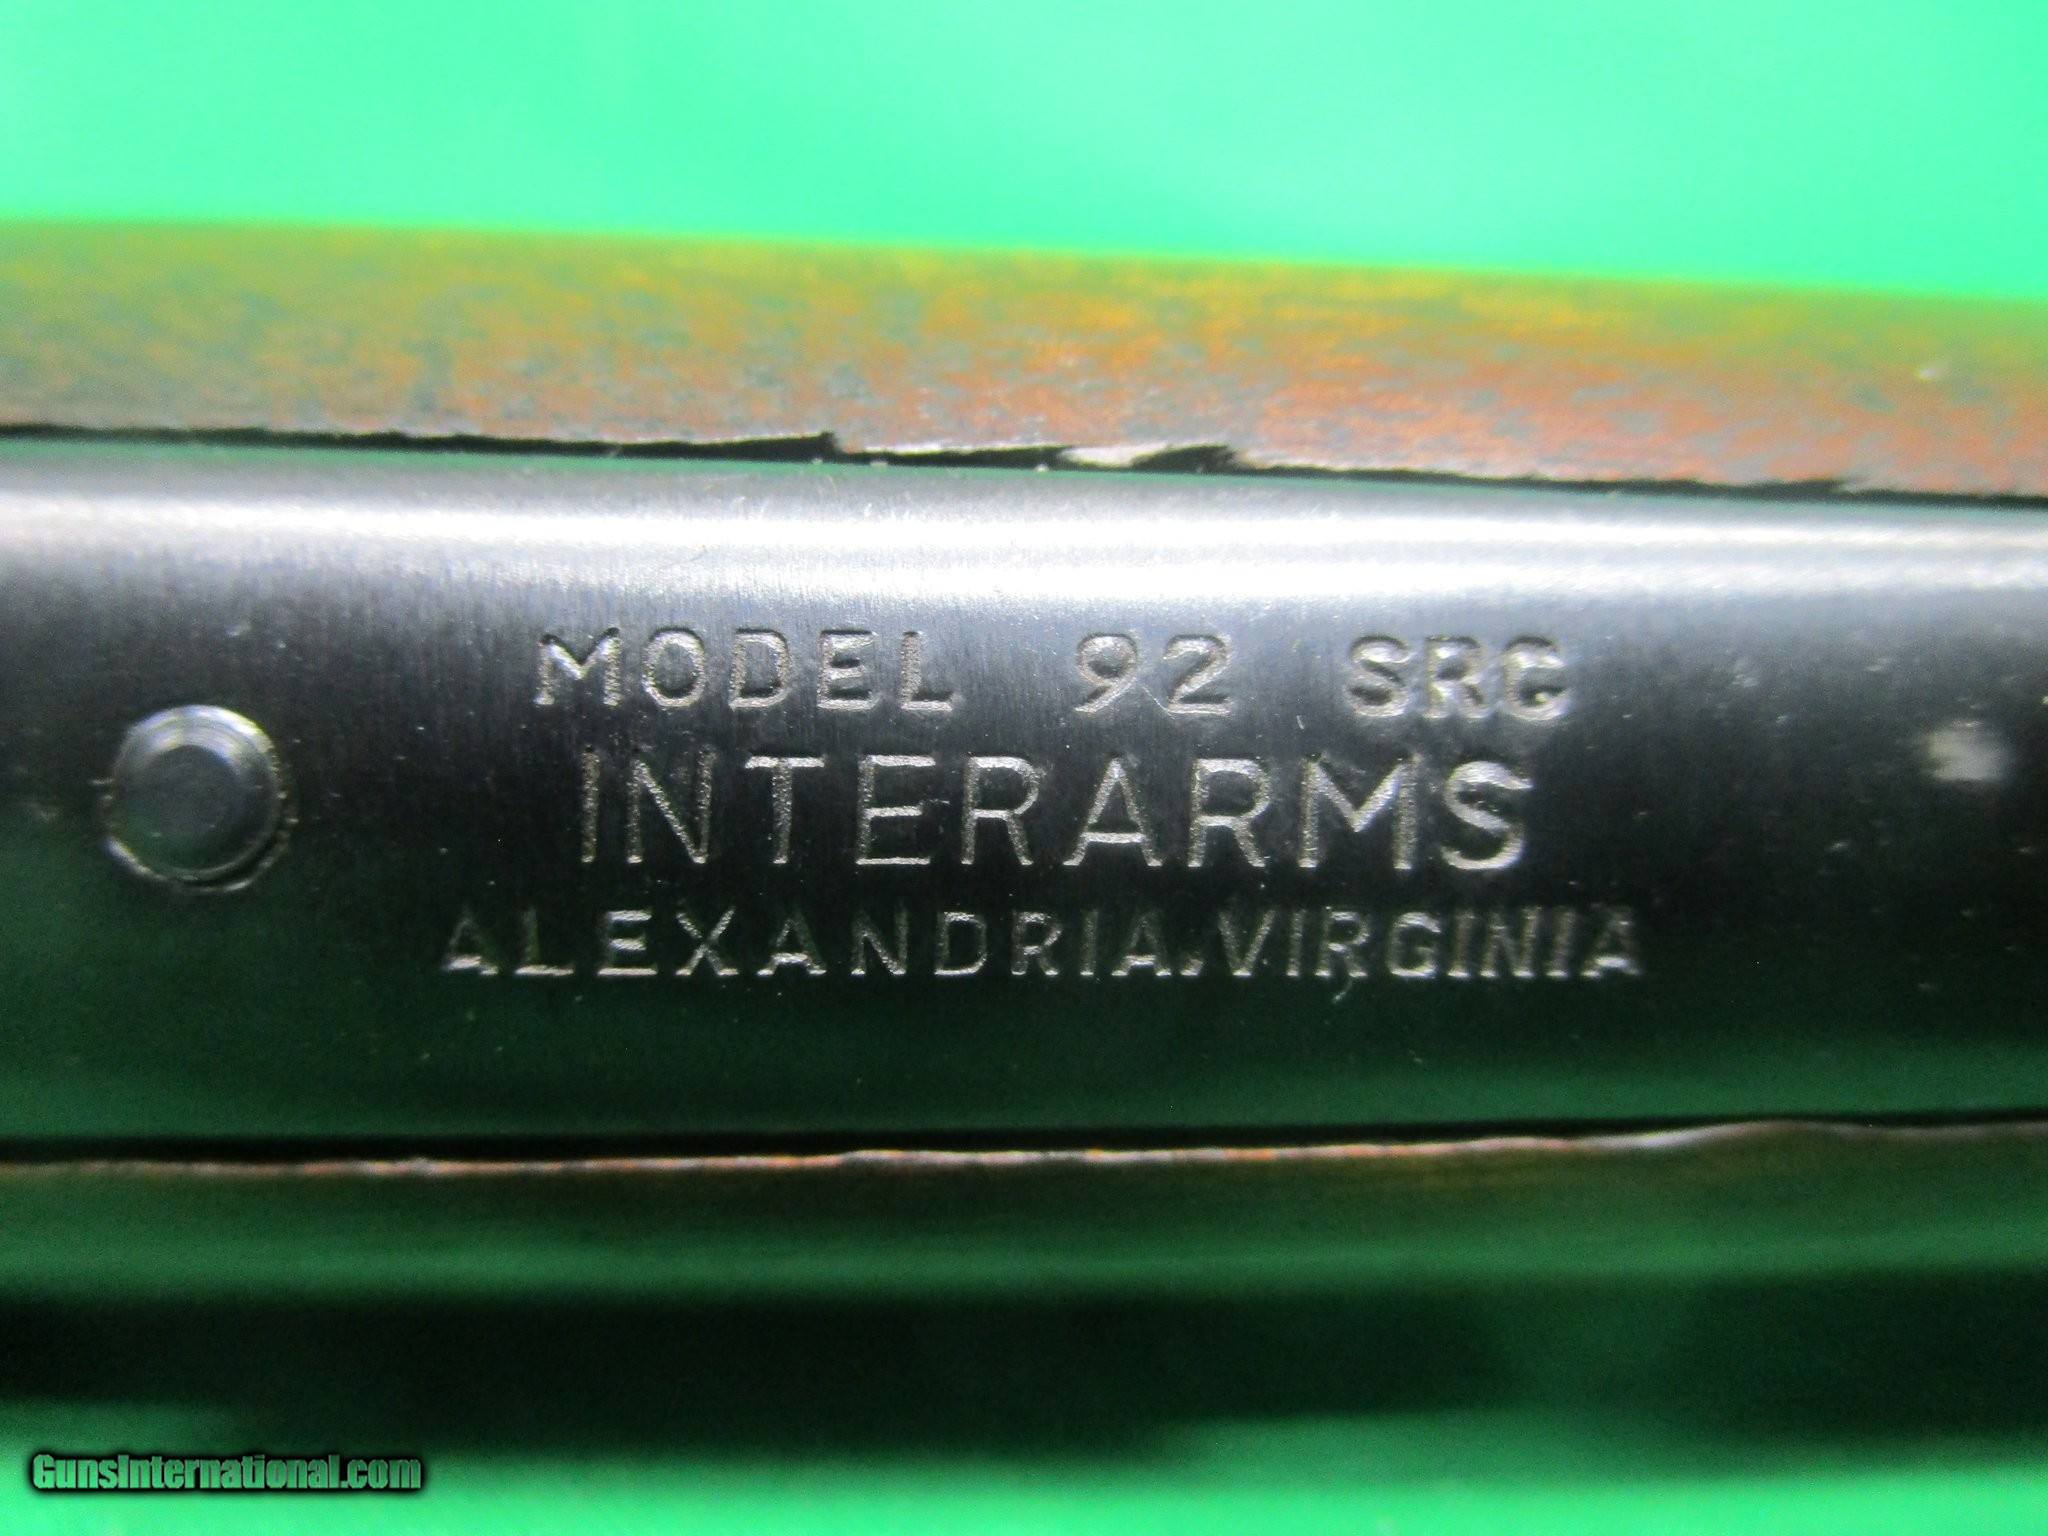 MODEL 92 SRC
INTERARMS
ALEXANDRIA.VIRGINIA
GunsInternational.com